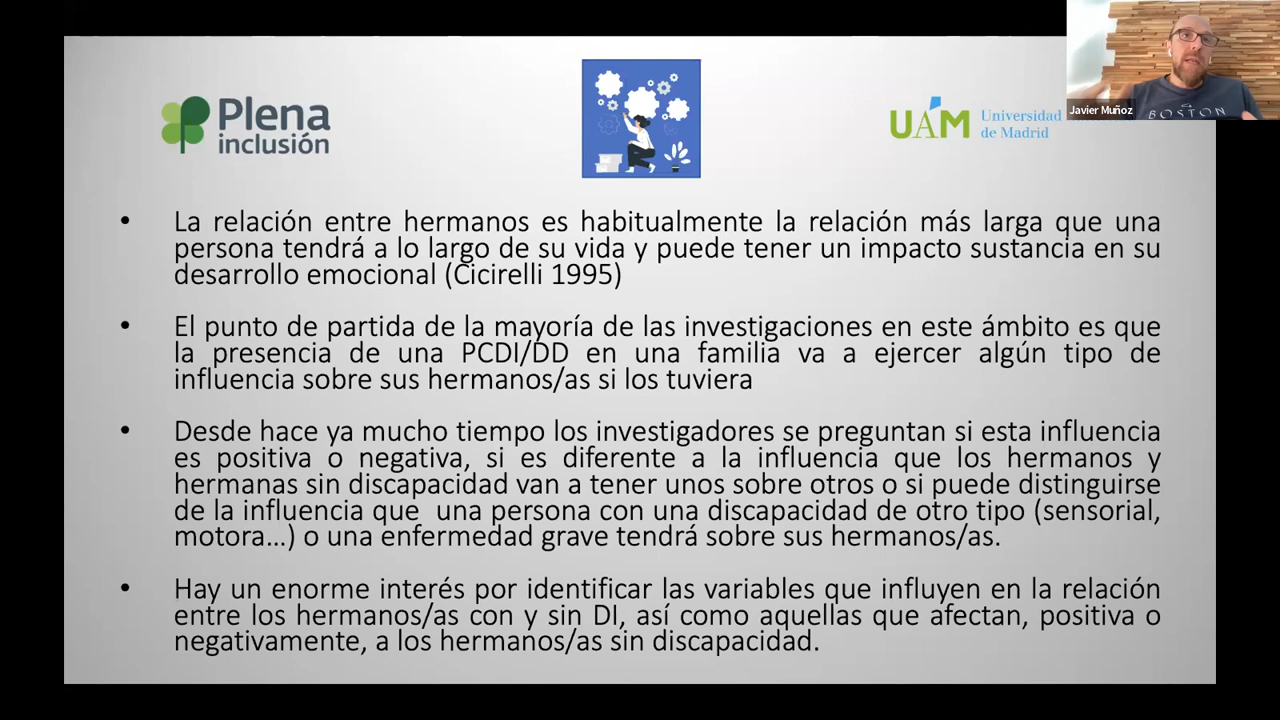 Plena
inclusión
UAM
Universidad
de Madrid
Javier Muñoz
BOSTON
• La relación entre hermanos es habitualmente la relación más larga que una
persona tendrá a lo largo de su vida y puede tener un impacto sustancia en su
desarrollo emocional (Cicirelli 1995)
• El punto de partida de la mayoría de las investigaciones en este ámbito es que
la presencia de una PCDI/DD en una familia va a ejercer algún tipo de
influencia sobre sus hermanos/as si los tuviera
• Desde hace ya mucho tiempo los investigadores se preguntan si esta influencia
es positiva o negativa, si es diferente a la influencia que los hermanos y
hermanas sin discapacidad van a tener unos sobre otros o si puede distinguirse
de la influencia que una persona con una discapacidad de otro tipo (sensorial,
motora...) o una enfermedad grave tendrá sobre sus hermanos/as.
• Hay un enorme interés por identificar las variables que influyen en la relación
entre los hermanos/as con y sin DI, así como aquellas que afectan, positiva o
negativamente, a los hermanos/as sin discapacidad.